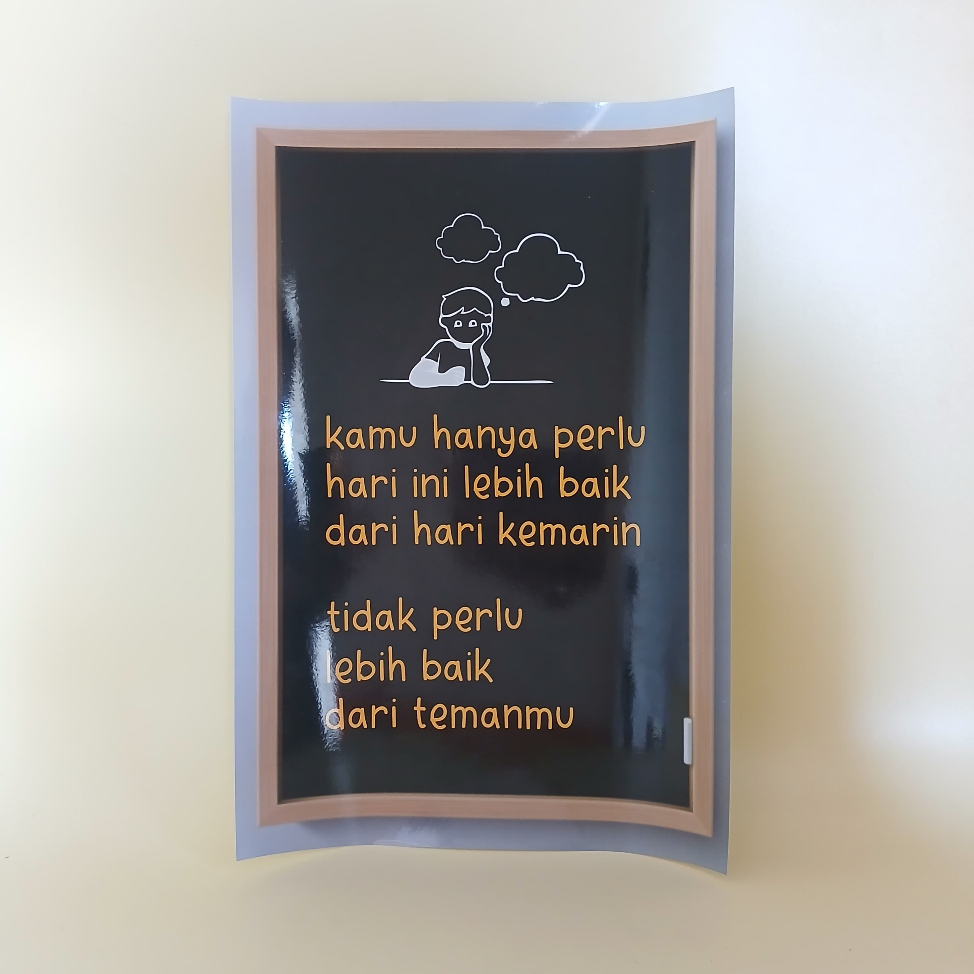 kamu hanya perlu
hari ini lebih baik
dari hari kemarin
tidak perlu
lebih baik
dari temanmu